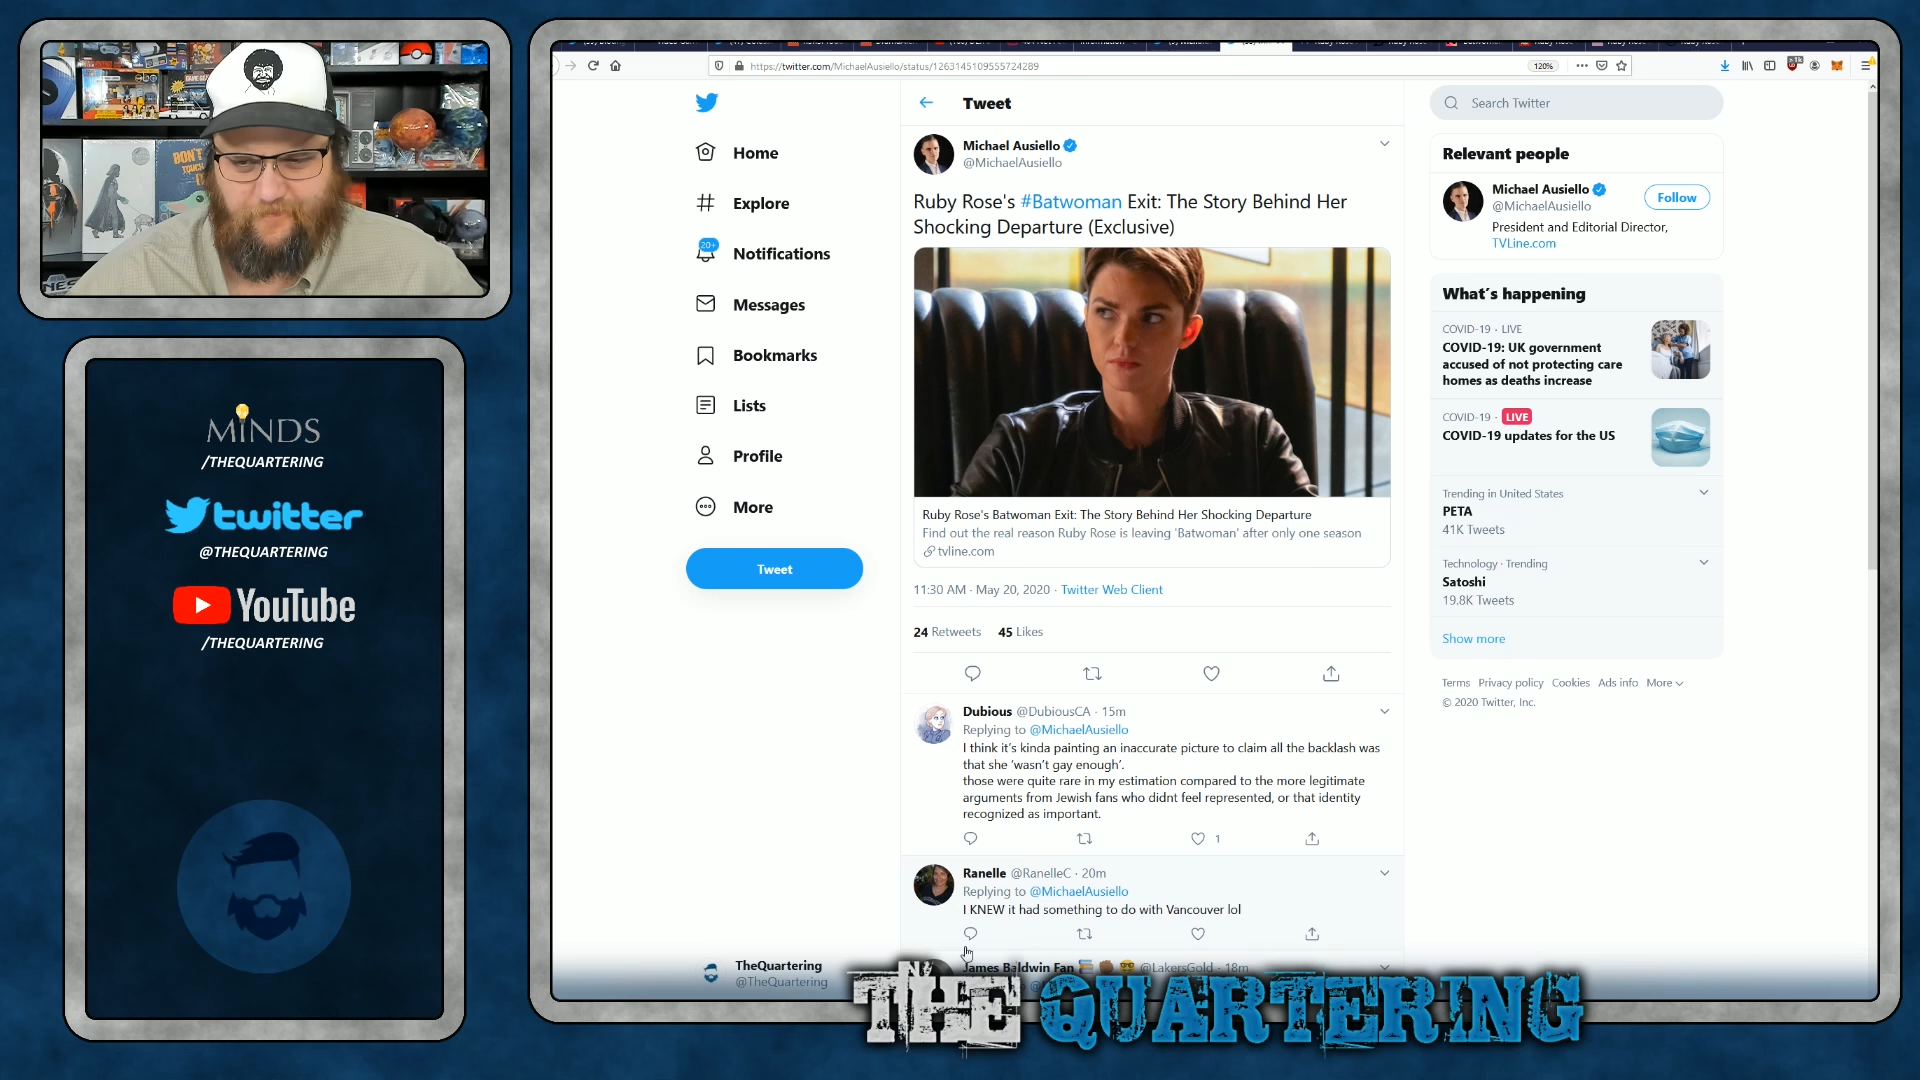 DON'T
MINDS
/THEQUARTERING
twitter
@THEQUARTERING
YouTube
/THEQUARTERING
https://twitter.com/MichaelAusiello/status/1263145109555724289
120%
Home
Explore
20+
Notifications
Messages
Bookmarks
Lists
Profile
More
Tweet
TheQuartering
@TheQuartering
Tweet
Michael Ausiello
@MichaelAusiello
Ruby Rose's #Batwoman Exit: The Story Behind Her
Shocking Departure (Exclusive)
Ruby Rose's Batwoman Exit: The Story Behind Her Shocking Departure
Find out the real reason Ruby Rose is leaving 'Batwoman' after only one season
tvline.com
11:30 AM · May 20, 2020 · Twitter Web Client
24 Retweets 45 Likes
Dubious @DubiousCA · 15m
Replying to @MichaelAusiello
I think it's kinda painting an inaccurate picture to claim all the backlash was
that she 'wasn't gay enough'.
those were quite rare in my estimation compared to the more legitimate
arguments from Jewish fans who didnt feel represented, or that identity
recognized as important.
1
Ranelle @RanelleC · 20m
Replying to @MichaelAusiello
I KNEW it had something to do with Vancouver lol
James Baldwin Fan @LakersGold · 18m
Search Twitter
Relevant people
Michael Ausiello
@MichaelAusiello
Follow
President and Editorial Director,
TVLine.com
What's happening
COVID-19 · LIVE
COVID-19: UK government
accused of not protecting care
homes as deaths increase
COVID-19 · LIVE
COVID-19 updates for the US
Trending in United States
PETA
41K Tweets
Technology · Trending
Satoshi
19.8K Tweets
Show more
Terms Privacy policy Cookies Ads info More
© 2020 Twitter, Inc.
THE QUARTERING